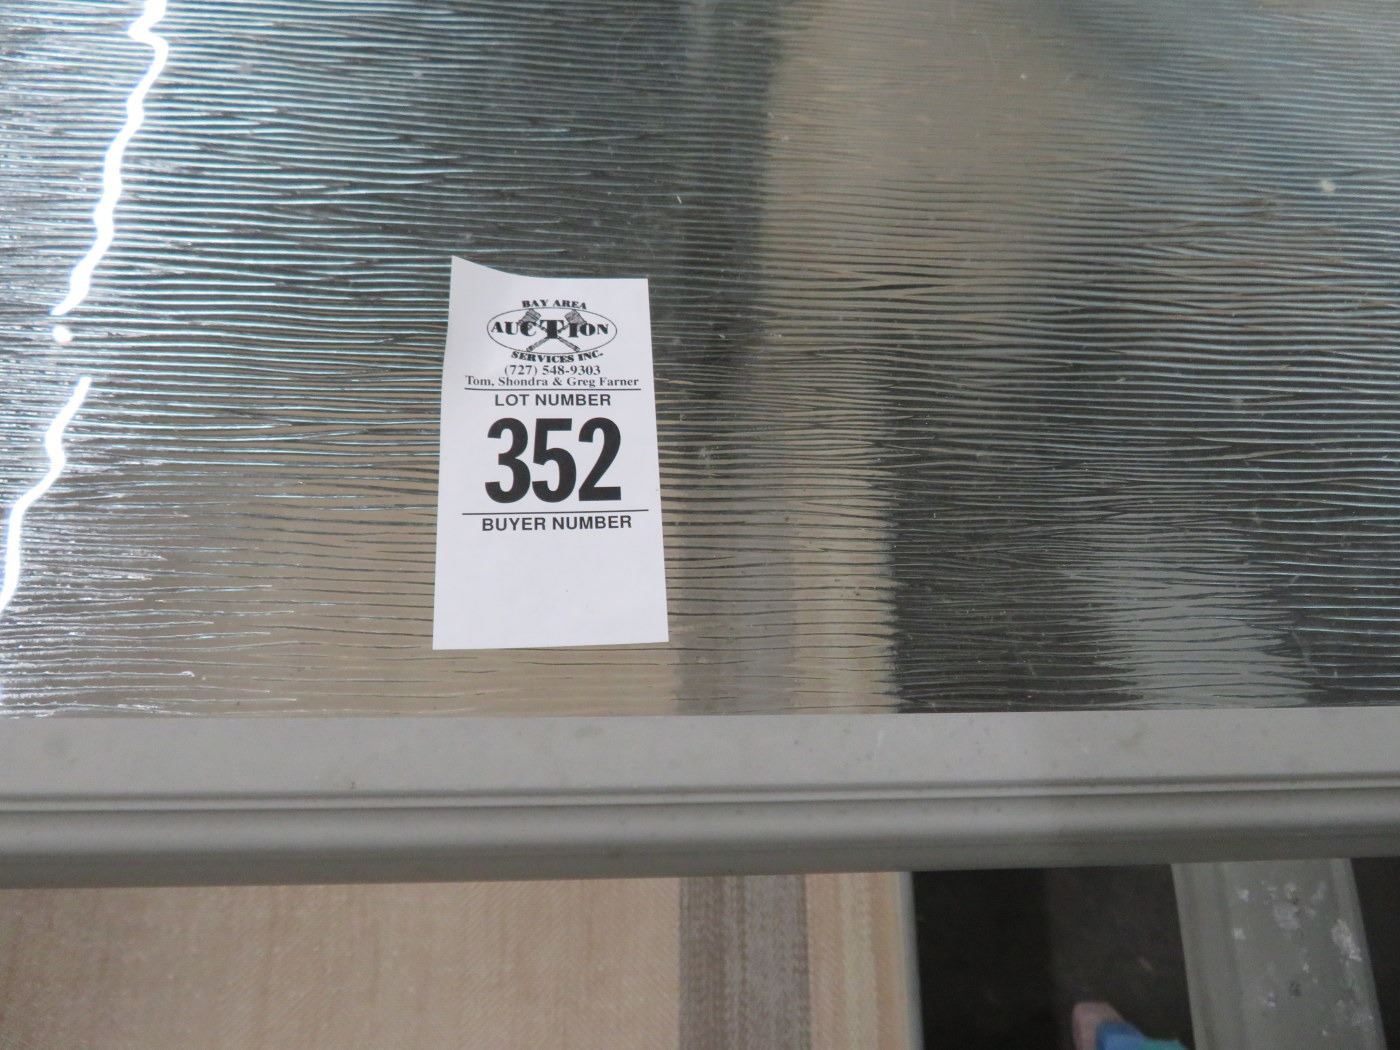 BAY AREA
AUCTION
SERVICES INC.
(727) 548-9303
Tom, Shondra & Greg Farner
LOT NUMBER
352
BUYER NUMBER